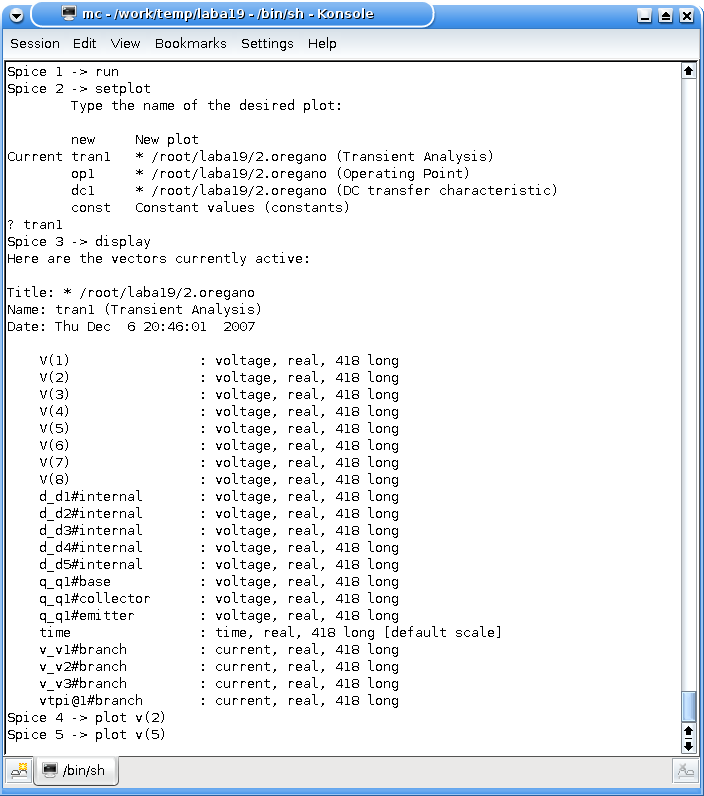 mc - /work/temp/laba19 - /bin/sh - Konsole
Session Edit View Bookmarks Settings Help
Spice 1 -> run
Spice 2 -> setplot
        Type the name of the desired plot:
        new     New plot
Current tran1   * /root/laba19/2.oregano (Transient Analysis)
        op1     * /root/laba19/2.oregano (Operating Point)
        dc1     * /root/laba19/2.oregano (DC transfer characteristic)
        const   Constant values (constants)
? tran1
Spice 3 -> display
Here are the vectors currently active:
Title: * /root/laba19/2.oregano
Name: tran1 (Transient Analysis)
Date: Thu Dec  6 20:46:01  2007
    V(1)                : voltage, real, 418 long
    V(2)                : voltage, real, 418 long
    V(3)                : voltage, real, 418 long
    V(4)                : voltage, real, 418 long
    V(5)                : voltage, real, 418 long
    V(6)                : voltage, real, 418 long
    V(7)                : voltage, real, 418 long
    V(8)                : voltage, real, 418 long
    d_d1#internal       : voltage, real, 418 long
    d_d2#internal       : voltage, real, 418 long
    d_d3#internal       : voltage, real, 418 long
    d_d4#internal       : voltage, real, 418 long
    d_d5#internal       : voltage, real, 418 long
    q_q1#base           : voltage, real, 418 long
    q_q1#collector      : voltage, real, 418 long
    q_q1#emitter        : voltage, real, 418 long
    time                : time, real, 418 long [default scale]
    v_v1#branch         : current, real, 418 long
    v_v2#branch         : current, real, 418 long
    v_v3#branch         : current, real, 418 long
    vtpi@1#branch       : current, real, 418 long
Spice 4 -> plot v(2)
Spice 5 -> plot v(5)
/bin/sh